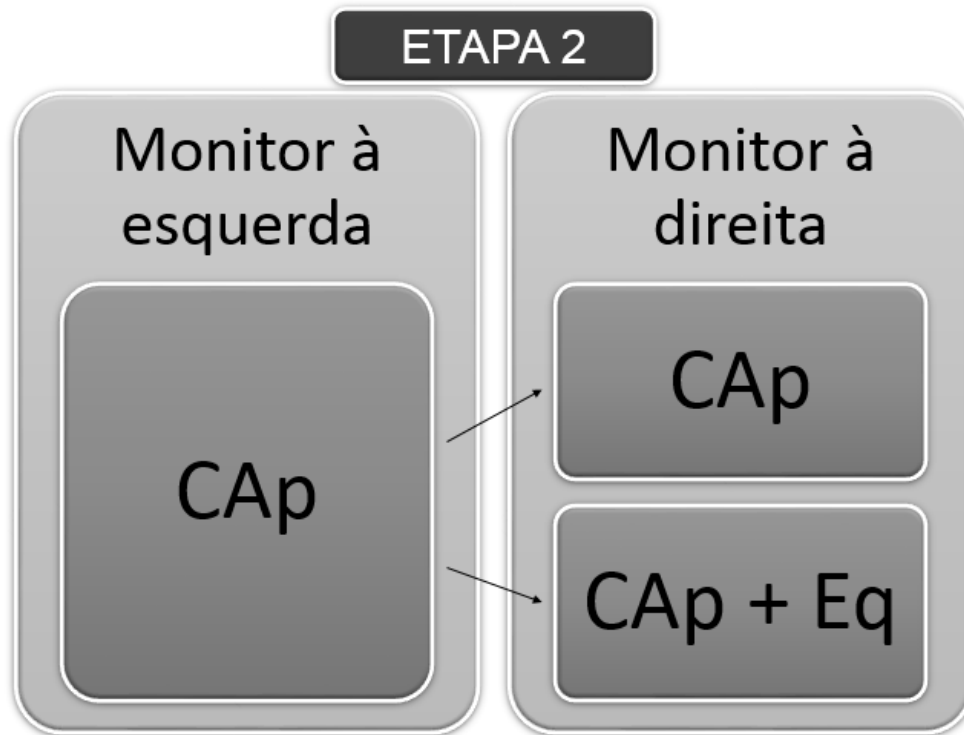 ETAPA 2
Monitor à
esquerda
CAp
Monitor à
direita
CAp
CAp + Eq